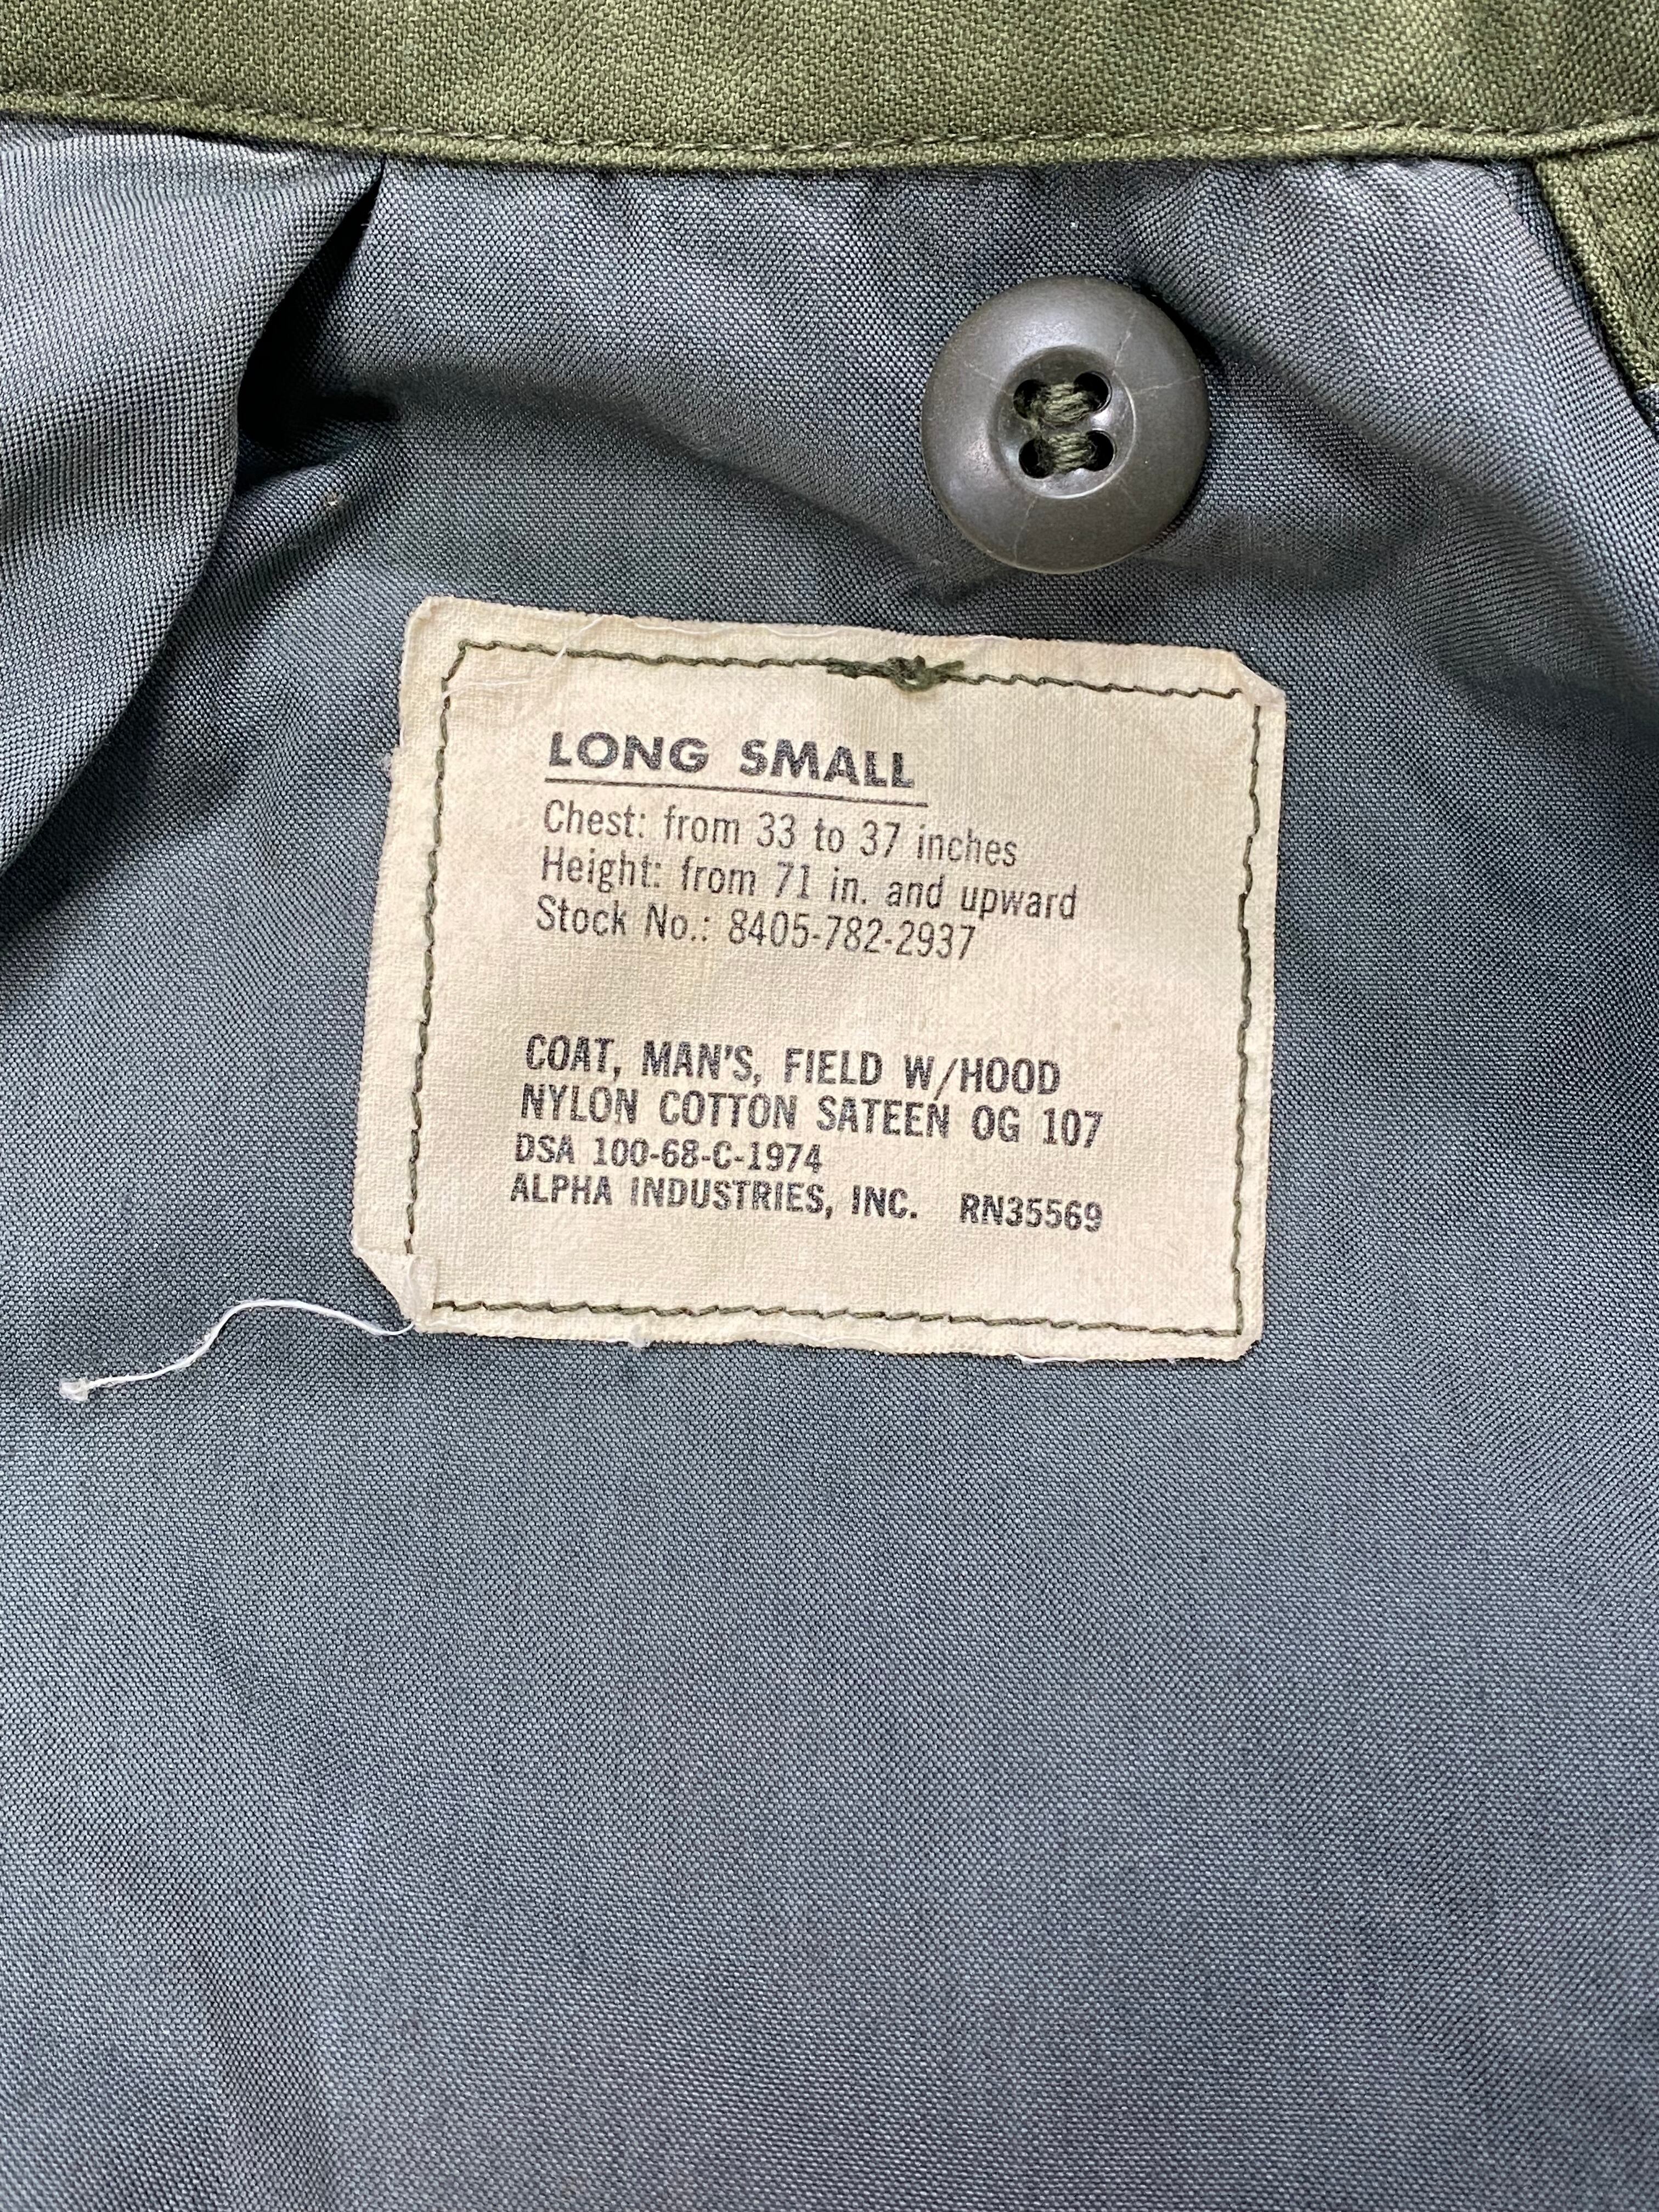 LONG SMALL
Chest: from 33 to 37 inches
Height: from 71 in. and upward
Stock No.: 8405-782-2937
COAT, MAN'S, FIELD W/HOOD
NYLON COTTON SATEEN OG 107
DSA 100-68-C-1974
ALPHA INDUSTRIES, INC. RN35569